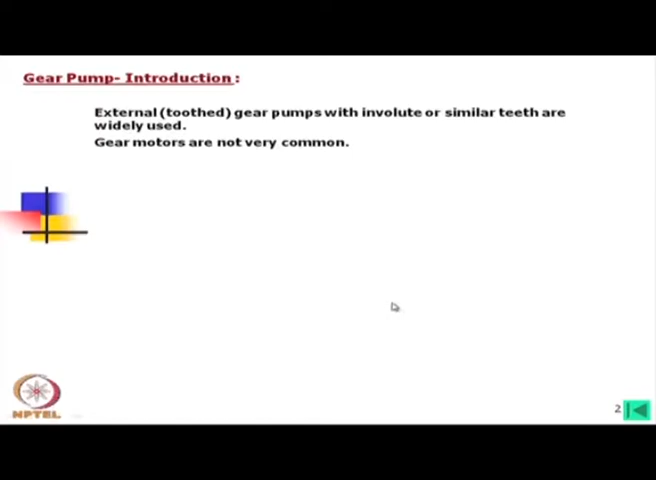 Gear Pump- Introduction :
External (toothed) gear pumps with involute or similar teeth are
widely used.
Gear motors are not very common.
NPTEL
2